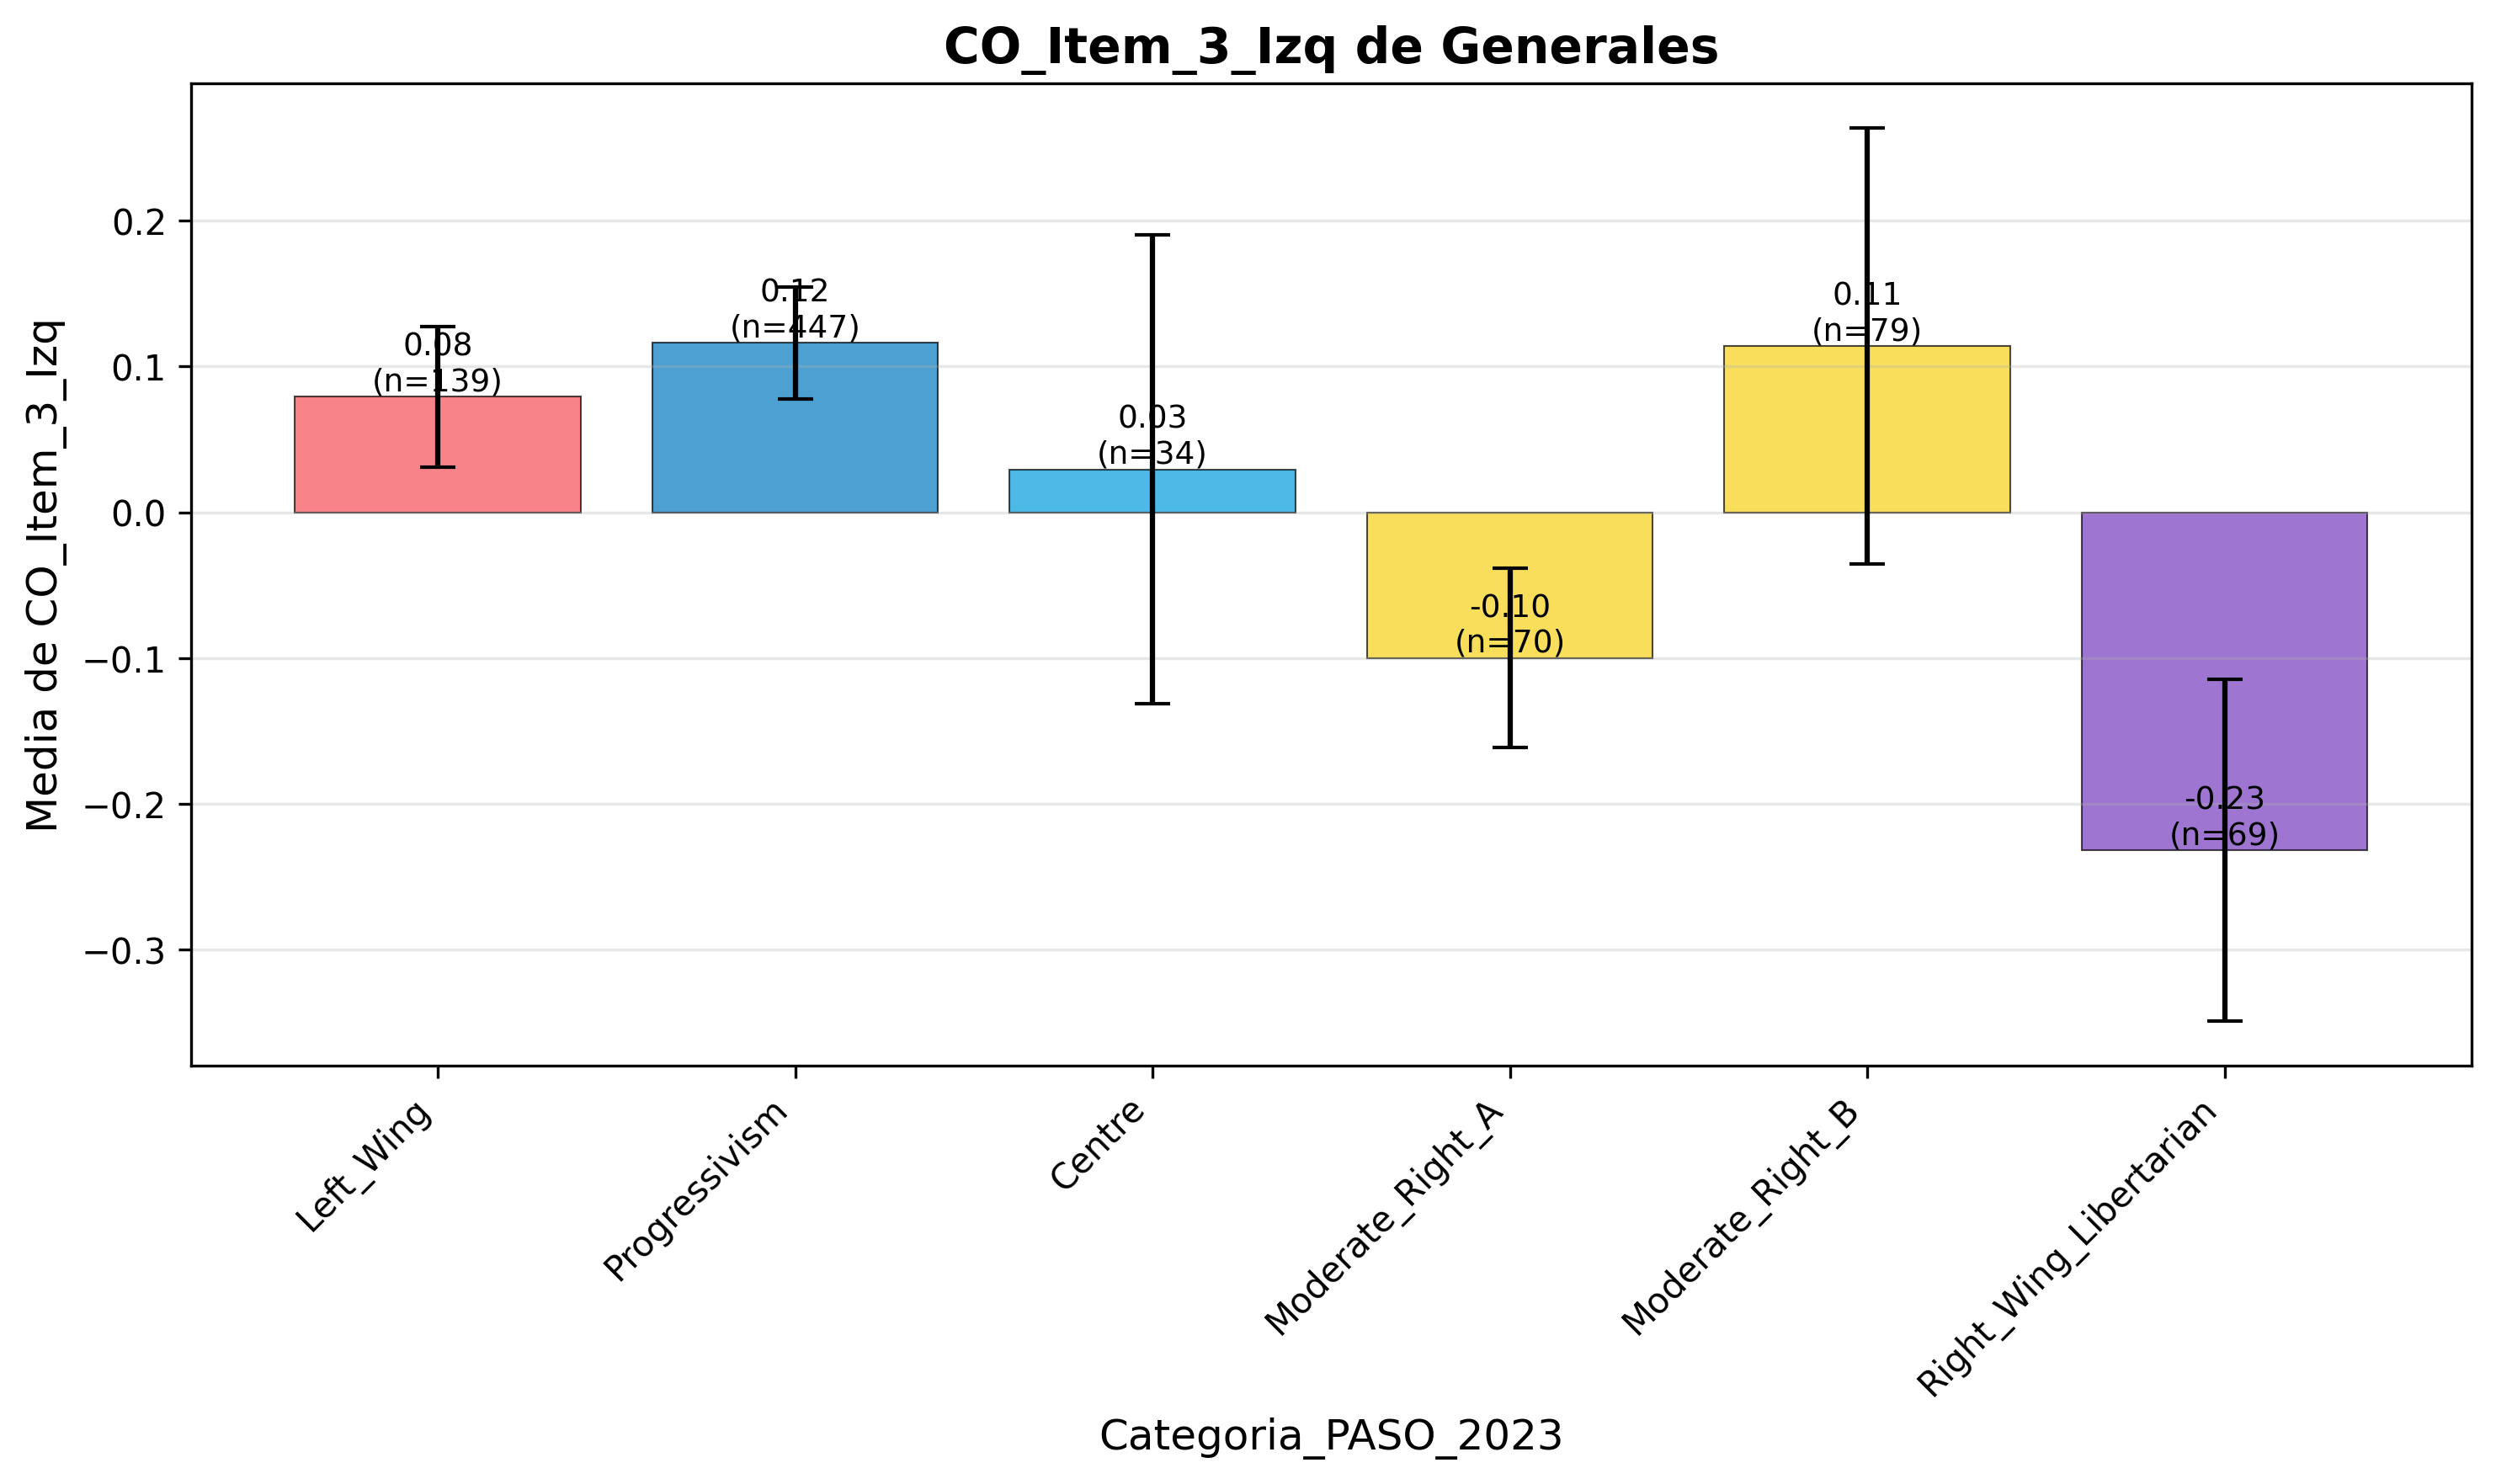 CO_Item_3_Izq de Generales
Media de CO_Item_3_Izq
0.2
0.1
0.0
−0.1
−0.2
−0.3
0.08
(n=139)
0.12
(n=447)
0.03
(n=34)
-0.10
(n=70)
0.11
(n=79)
-0.23
(n=69)
Left_Wing
Progressivism
Centre
Moderate_Right_A
Moderate_Right_B
Right_Wing_Libertarian
Categoria_PASO_2023